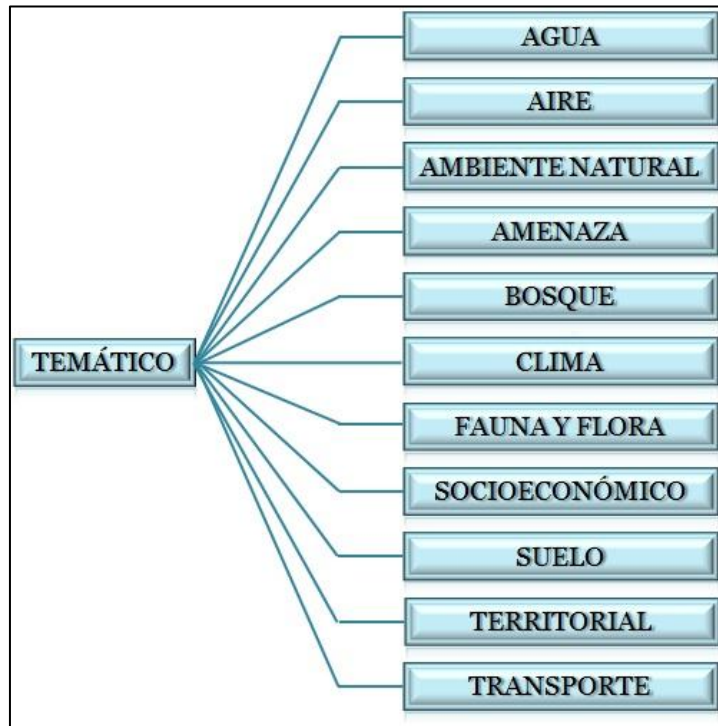 AGUA
AIRE
AMBIENTE NATURAL
AMENAZA
BOSQUE
TEMÁTICO
CLIMA
FAUNA Y FLORA
SOCIOECONÓMICO
SUELO
TERRITORIAL
TRANSPORTE